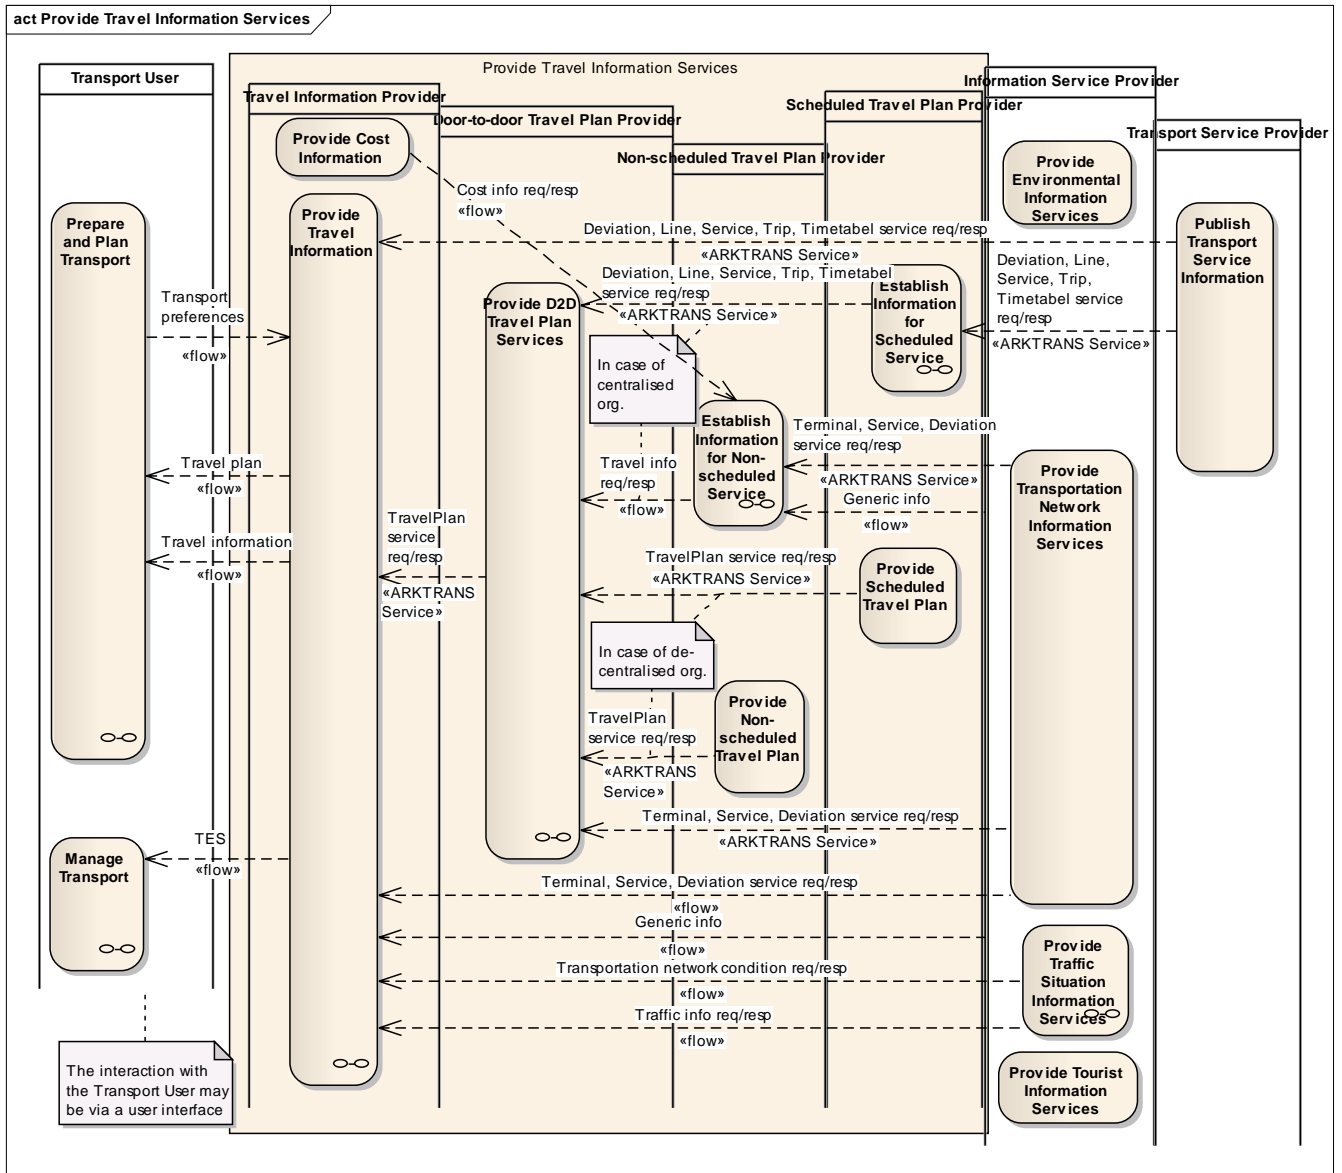 act Provide Travel Information Services
Transport User
Provide Travel Information Services
Travel Information Provider
Door-to-door Travel Plan Provider
Non-scheduled Travel Plan Provider
Scheduled Travel Plan Provider
Information Service Provider
Transport Service Provider
Provide Cost
Information
Provide
Environmental
Information
Services
Prepare
and Plan
Transport
Provide
Travel
Information
Cost info req/resp
«flow»
Deviation, Line, Service, Trip, Timetabel service req/resp
«ARKTRANS Service»
Publish
Transport
Service
Information
Deviation, Line, Service, Trip, Timetabel
service req/resp
«ARKTRANS Service»
Establish
Information
for
Scheduled
Service
Deviation, Line,
Service, Trip,
Timetabel service
req/resp
«ARKTRANS Service»
Transport
preferences
«flow»
Provide D2D
Travel Plan
Services
In case of
centralised
org.
Establish
Information
for Non-
scheduled
Service
Terminal, Service, Deviation
service req/resp
«ARKTRANS Service»
Generic info
«flow»
Provide
Transportation
Network
Information
Services
Travel plan
«flow»
Travel info
req/resp
«flow»
Travel information
«flow»
TravelPlan
service
req/resp
«ARKTRANS
Service»
TravelPlan service req/resp
«ARKTRANS Service»
Provide
Scheduled
Travel Plan
In case of de-
centralised org.
Provide
Non-
scheduled
Travel Plan
TravelPlan
service req/resp
«ARKTRANS
Service»
Terminal, Service, Deviation service req/resp
«ARKTRANS Service»
TES
«flow»
Manage
Transport
Terminal, Service, Deviation service req/resp
«flow»
Generic info
«flow»
Transportation network condition req/resp
«flow»
Traffic info req/resp
«flow»
Provide
Traffic
Situation
Information
Services
The interaction with
the Transport User may
be via a user interface
Provide Tourist
Information
Services